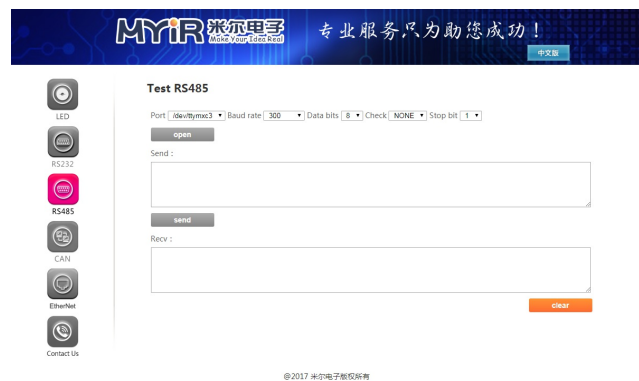 MYiR 米尔电子
Make Your Idea Real
专业服务只为助您成功!
中文版
LED
RS232
RS485
CAN
EtherNet
Contact Us
Test RS485
Port /dev/ttymxc3 Baud rate 300 Data bits 8 Check NONE Stop bit 1
open
Send :
send
Recv :
clear
@2017 米尔电子版权所有